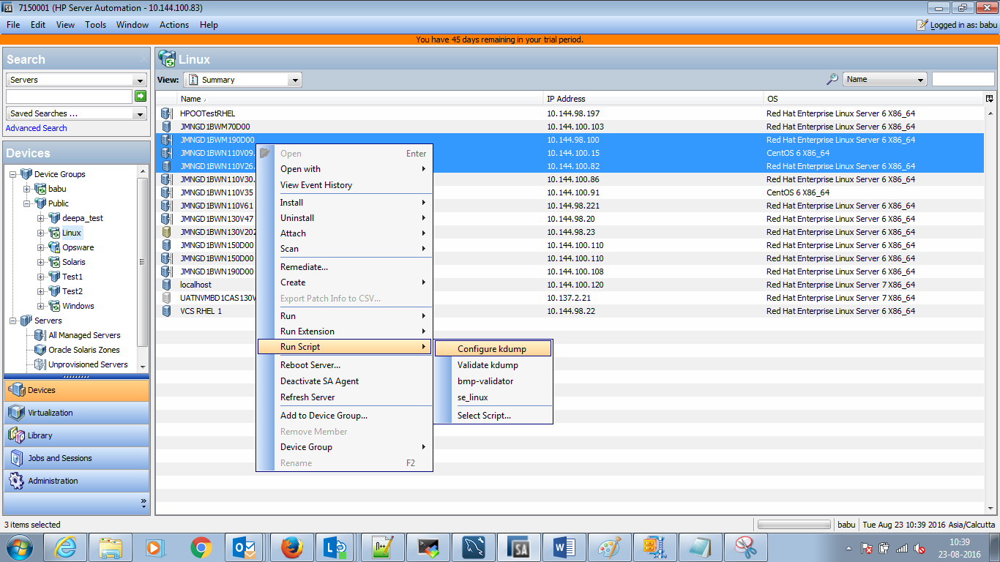 7150001 (HP Server Automation - 10.144.100.83)
File Edit View Tools Window Actions Help
Logged in as: babu
You have 45 days remaining in your trial period.
Search
Servers
Saved Searches ...
Advanced Search
Devices
Device Groups
babu
Public
deepa_test
Linux
Opsware
Solaris
Test1
Test2
Windows
Servers
All Managed Servers
Oracle Solaris Zones
Unprovisioned Servers
Devices
Virtualization
Library
Jobs and Sessions
Administration
Linux
View: Summary
Name
Name IP Address OS
HPOOTestRHEL 10.144.98.197 Red Hat Enterprise Linux Server 6 X86_64
JMNGD1BWM70D00 10.144.100.103 Red Hat Enterprise Linux Server 6 X86_64
JMNGD1BWM190D00 10.144.98.100 Red Hat Enterprise Linux Server 6 X86_64
JMNGD1BWN110V09. 10.144.100.15 CentOS 6 X86_64
JMNGD1BWN110V26. 10.144.100.82 Red Hat Enterprise Linux Server 6 X86_64
JMNGD1BWN110V30. 10.144.100.86 Red Hat Enterprise Linux Server 6 X86_64
JMNGD1BWN110V35 10.144.100.91 CentOS 6 X86_64
JMNGD1BWN110V61 10.144.98.221 Red Hat Enterprise Linux Server 6 X86_64
JMNGD1BWN130V47 10.144.98.20 Red Hat Enterprise Linux Server 6 X86_64
JMNGD1BWN130V202 10.144.98.23 Red Hat Enterprise Linux Server 6 X86_64
JMNGD1BWN150D00 10.144.100.110 Red Hat Enterprise Linux Server 6 X86_64
JMNGD1BWN150D00 10.144.100.110 Red Hat Enterprise Linux Server 6 X86_64
JMNGD1BWN190D00 10.144.100.108 Red Hat Enterprise Linux Server 6 X86_64
localhost 10.144.100.120 Red Hat Enterprise Linux Server 7 X86_64
UATNVMBD1CAS130V 10.137.2.21 Red Hat Enterprise Linux Server 7 X86_64
VCS RHEL 1 10.144.98.22 Red Hat Enterprise Linux Server 6 X86_64
Open Enter
Open with
View Event History
Install
Uninstall
Attach
Scan
Remediate...
Create
Export Patch Info to CSV...
Run
Run Extension
Run Script
Reboot Server...
Deactivate SA Agent
Refresh Server
Add to Device Group...
Remove Member
Device Group
Rename F2
Configure kdump
Validate kdump
bmp-validator
se_linux
Select Script...
3 items selected
babu Tue Aug 23 10:39 2016 Asia/Calcutta
10:39
23-08-2016